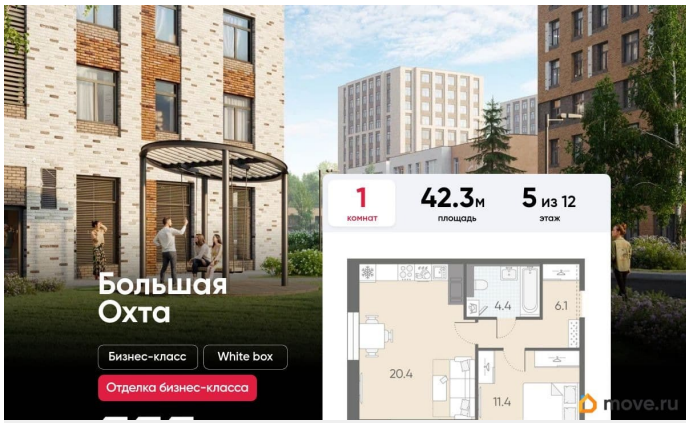 1
комнат
42.3м
площадь
5 из 12
этаж
Большая
Охта
Бизнес-класс
White box
Отделка бизнес-класса
4.4
6.1
20.4
11.4
move.ru